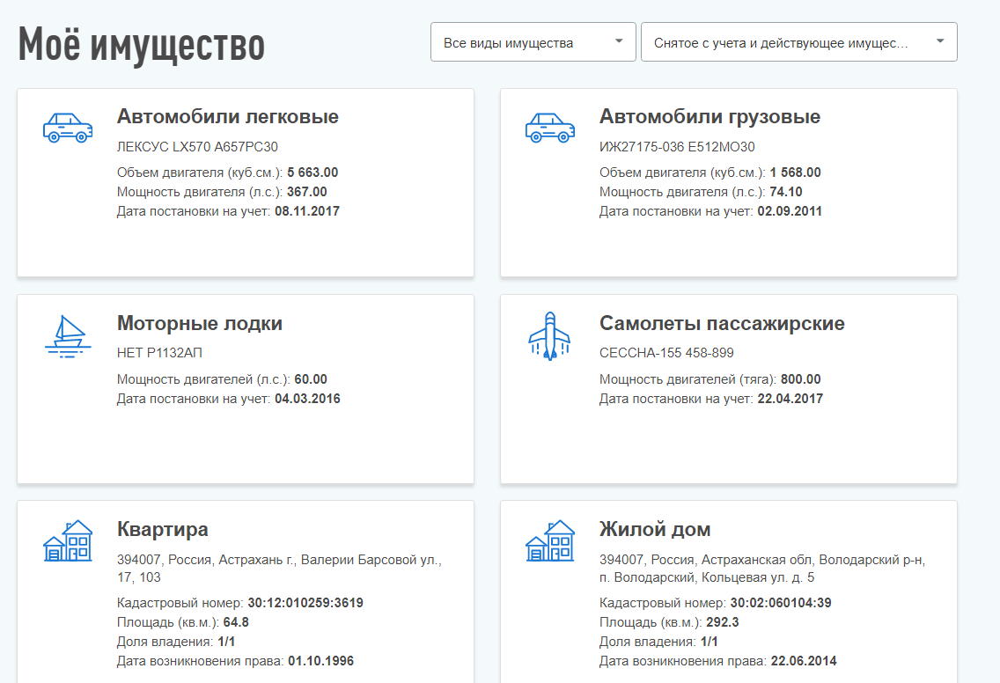 Моё имущество
Все виды имущества
Снятое с учета и действующее имущес...
Автомобили легковые
ЛЕКСУС LX570 А657РС30
Объем двигателя (куб.см.): 5 663.00
Мощность двигателя (л.с.): 367.00
Дата постановки на учет: 08.11.2017
Автомобили грузовые
ИЖ27175-036 Е512МО30
Объем двигателя (куб.см.): 1 568.00
Мощность двигателя (л.с.): 74.10
Дата постановки на учет: 02.09.2011
Моторные лодки
НЕТ Р1132АП
Мощность двигателей (л.с.): 60.00
Дата постановки на учет: 04.03.2016
Самолеты пассажирские
СЕССНА-155 458-899
Мощность двигателей (тяга): 800.00
Дата постановки на учет: 22.04.2017
Квартира
394007, Россия, Астрахань г., Валерии Барсовой ул.,
17, 103
Кадастровый номер: 30:12:010259:3619
Площадь (кв.м.): 64.8
Доля владения: 1/1
Дата возникновения права: 01.10.1996
Жилой дом
394007, Россия, Астраханская обл, Володарский р-н,
п. Володарский, Кольцевая ул. д. 5
Кадастровый номер: 30:02:060104:39
Площадь (кв.м.): 292.3
Доля владения: 1/1
Дата возникновения права: 22.06.2014